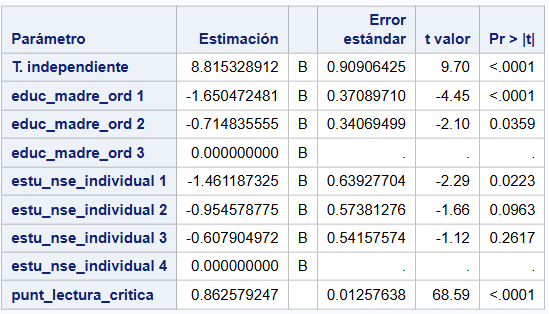 Parámetro Estimación Error estándar t valor Pr > |t|
T. independiente 8.815328912 B 0.90906425 9.70 <.0001
educ_madre_ord 1 -1.650472481 B 0.37089710 -4.45 <.0001
educ_madre_ord 2 -0.714835555 B 0.34069499 -2.10 0.0359
educ_madre_ord 3 0.000000000 B . . .
estu_nse_individual 1 -1.461187325 B 0.63927704 -2.29 0.0223
estu_nse_individual 2 -0.954578775 B 0.57381276 -1.66 0.0963
estu_nse_individual 3 -0.607904972 B 0.54157574 -1.12 0.2617
estu_nse_individual 4 0.000000000 B . . .
punt_lectura_critica 0.862579247 0.01257638 68.59 <.0001